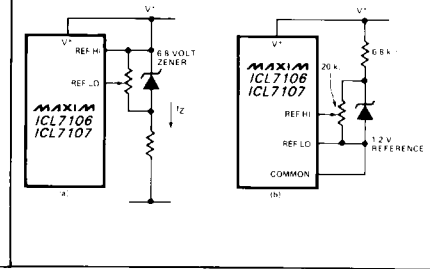 V+
V+
REF HI
6.8 VOLT
ZENER
REF LO
MAXIM
ICL7106
ICL7107
IZ
(a)
V+
V+
6.8 k
MAXIM
ICL7106
ICL7107
20 k
REF HI
REF LO
1.2 V
REFERENCE
COMMON
(b)